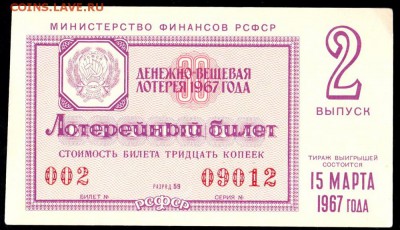 COINS.LAVE.RU
МИНИСТЕРСТВО ФИНАНСОВ РСФСР
ДЕНЕЖНО-ВЕЩЕВАЯ
ЛОТЕРЕЯ 1967 ГОДА
Лотерейный билет
СТОИМОСТЬ БИЛЕТА ТРИДЦАТЬ КОПЕЕК
002 09012
БИЛЕТ № РАЗРЯД 59 СЕРИЯ №
РСФСР
2
ВЫПУСК
ТИРАЖ ВЫИГРЫШЕЙ
СОСТОИТСЯ
15 МАРТА
1967 ГОДА